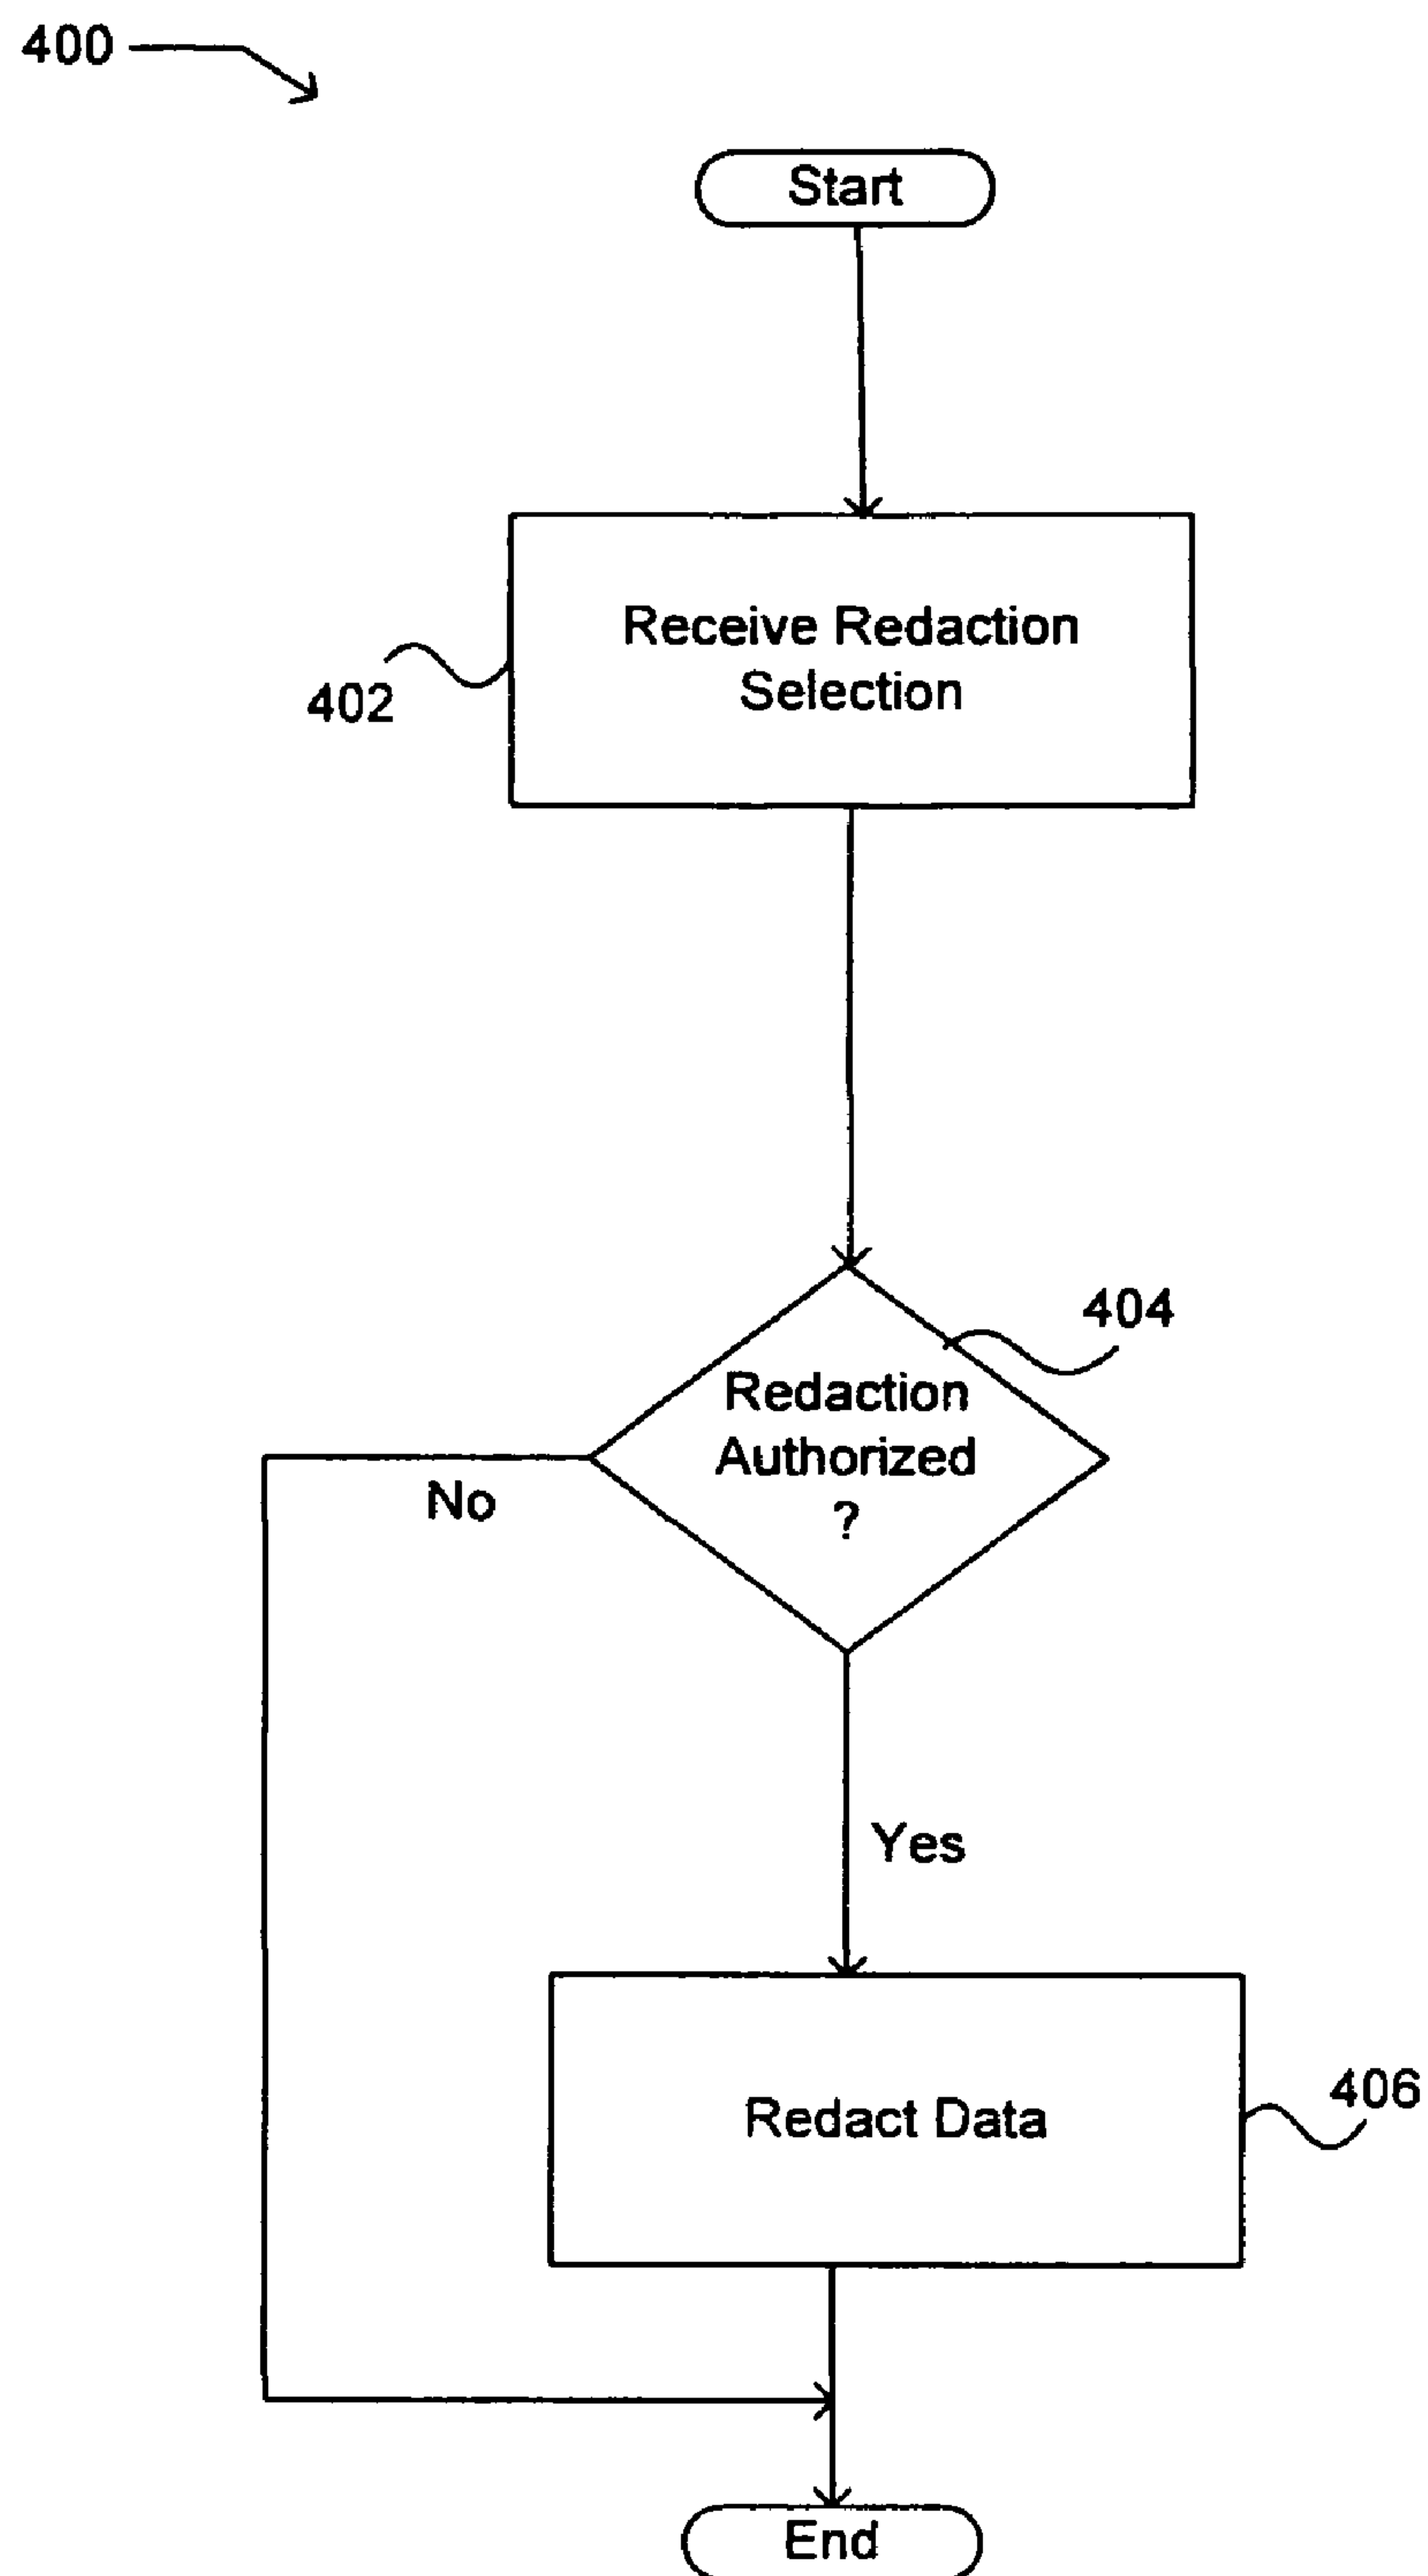 400
Start
Receive Redaction
Selection
402
404
Redaction
Authorized
?
No
Yes
Redact Data
406
End